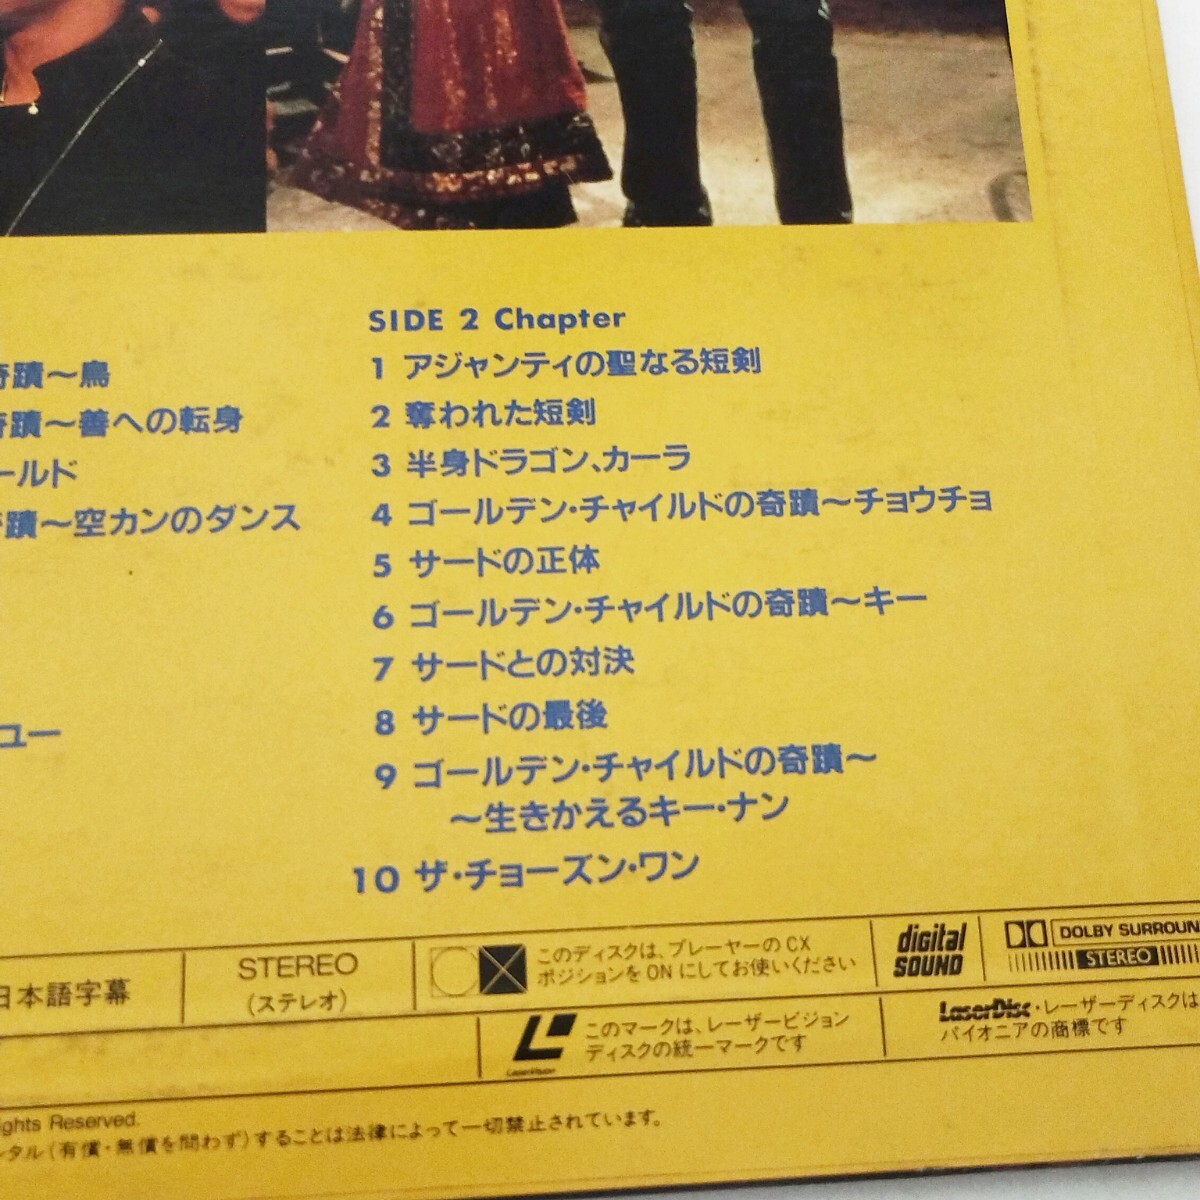 奇蹟〜鳥
奇蹟〜善への転身
ールド
奇蹟〜空カンのダンス
ユー
SIDE 2 Chapter
1 アジャンティの聖なる短剣
2 奪われた短剣
3 半身ドラゴン、カーラ
4 ゴールデン・チャイルドの奇蹟〜チョウチョ
5 サードの正体
6 ゴールデン・チャイルドの奇蹟〜キー
7 サードとの対決
8 サードの最後
9 ゴールデン・チャイルドの奇蹟〜
〜生きかえるキー・ナン
10 ザ・チョーズン・ワン
日本語字幕
STEREO
(ステレオ)
このディスクは、プレーヤーのCX
ポジションをONにしてお使いください
digital
SOUND
DOLBY SURROUN
STEREO
LaserVision
このマークは、レーザービジョン
ディスクの統一マークです
LaserDisc・レーザーディスクは
パイオニアの商標です
ights Reserved.
ンタル(有償・無償を問わず)することは法律によって一切禁止されています。